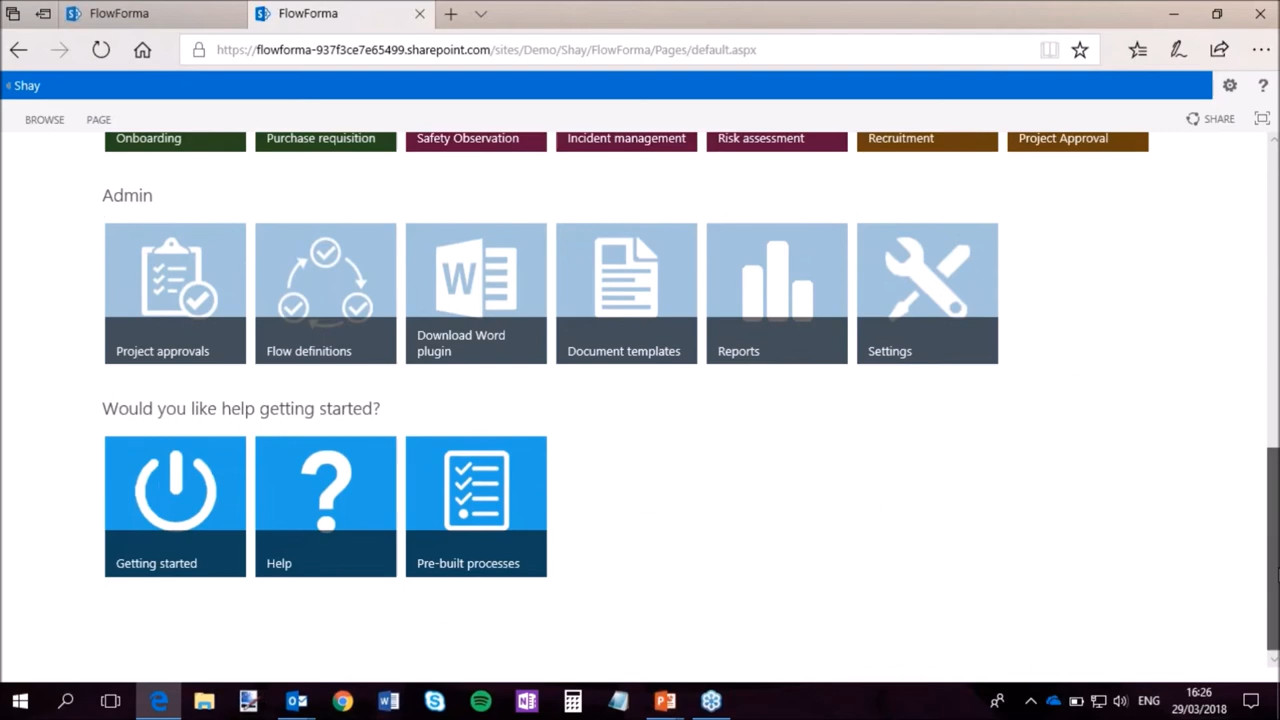 FlowForma
FlowForma
https://flowforma-937f3ce7e65499.sharepoint.com/sites/Demo/Shay/FlowForma/Pages/default.aspx
Shay
BROWSE
PAGE
SHARE
Onboarding
Purchase requisition
Safety Observation
Incident management
Risk assessment
Recruitment
Project Approval
Admin
Project approvals
Flow definitions
Download Word
plugin
Document templates
Reports
Settings
Would you like help getting started?
Getting started
Help
Pre-built processes
ENG
16:26
29/03/2018